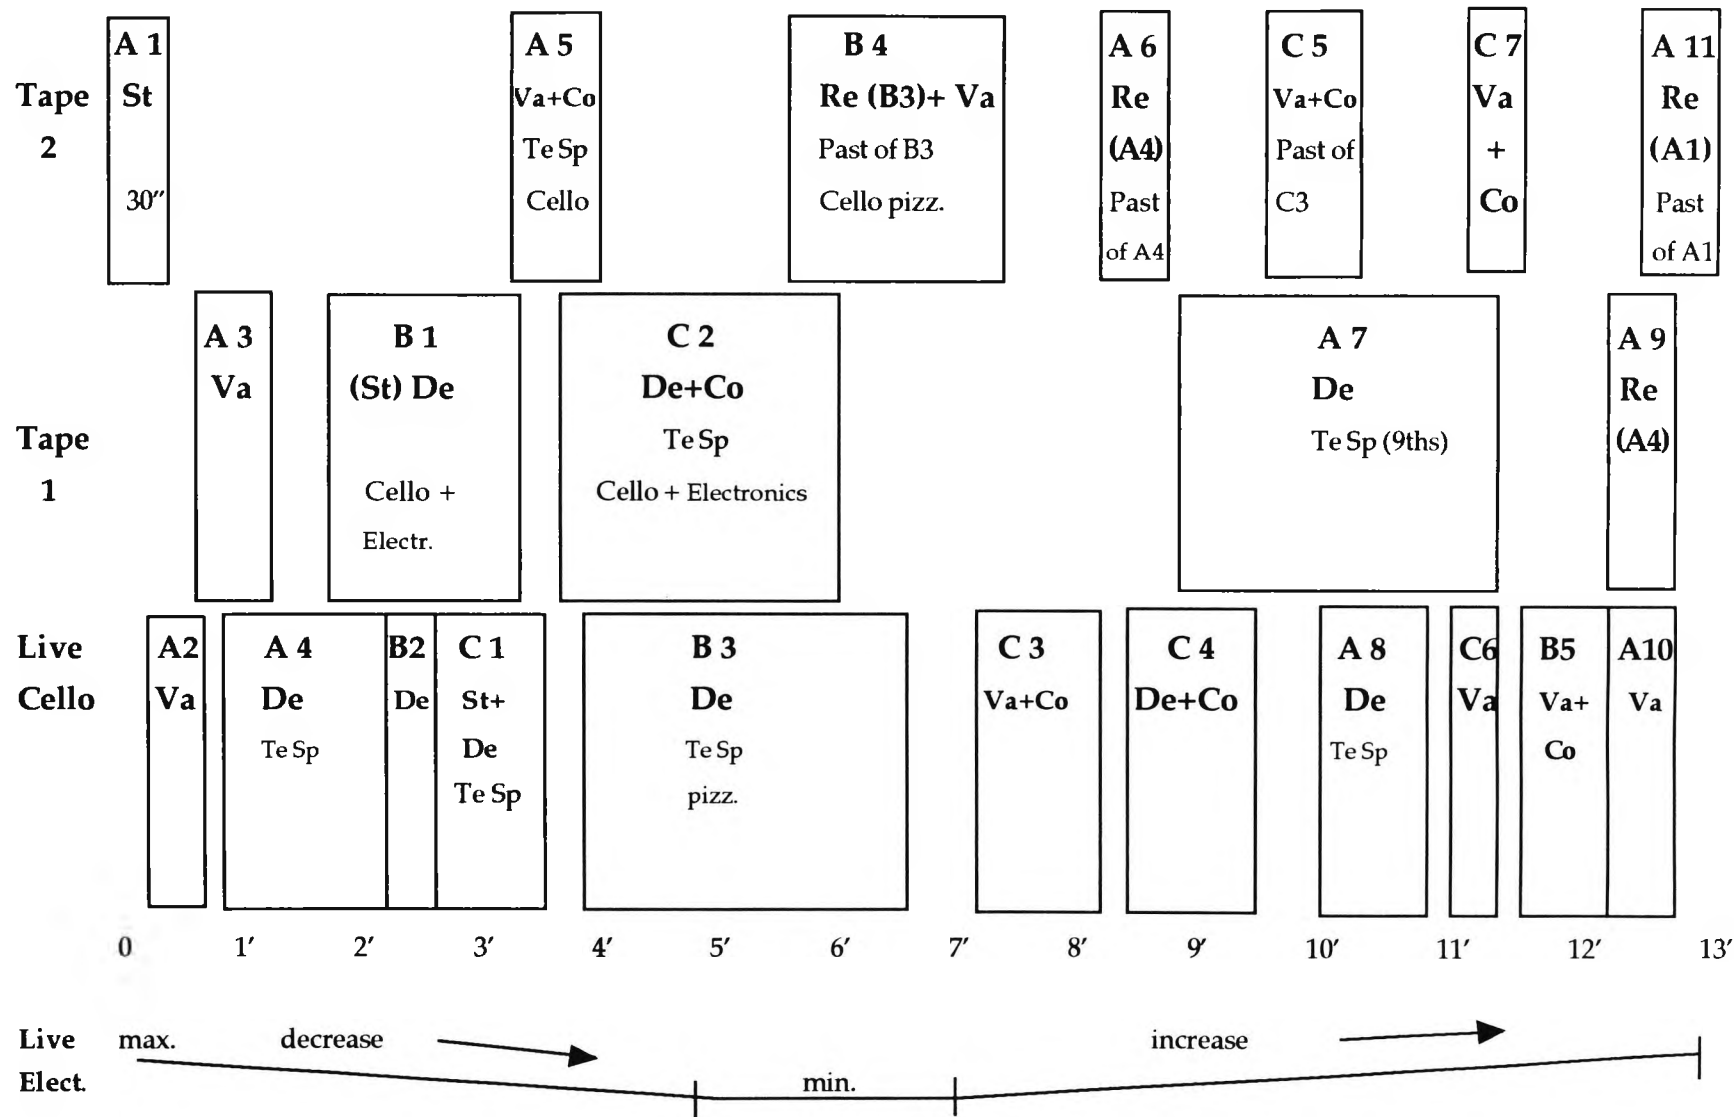 Tape
2
A 1
St
30″
A 5
Va+Co
Te Sp
Cello
B 4
Re (B3)+ Va
Past of B3
Cello pizz.
A 6
Re
(A4)
Past
of A4
C 5
Va+Co
Past of
C3
C 7
Va
+
Co
A 11
Re
(A1)
Past
of A1
Tape
1
A 3
Va
B 1
(St) De
Cello +
Electr.
C 2
De+Co
Te Sp
Cello + Electronics
A 7
De
Te Sp (9ths)
A 9
Re
(A4)
Live
Cello
A2
Va
A 4
De
Te Sp
B2
De
C 1
St+
De
Te Sp
B 3
De
Te Sp
pizz.
C 3
Va+Co
C 4
De+Co
A 8
De
Te Sp
C6
Va
B5
Va+
Co
A10
Va
0 1′ 2′ 3′ 4′ 5′ 6′ 7′ 8′ 9′ 10′ 11′ 12′ 13′
Live
Elect.
max. decrease min. increase